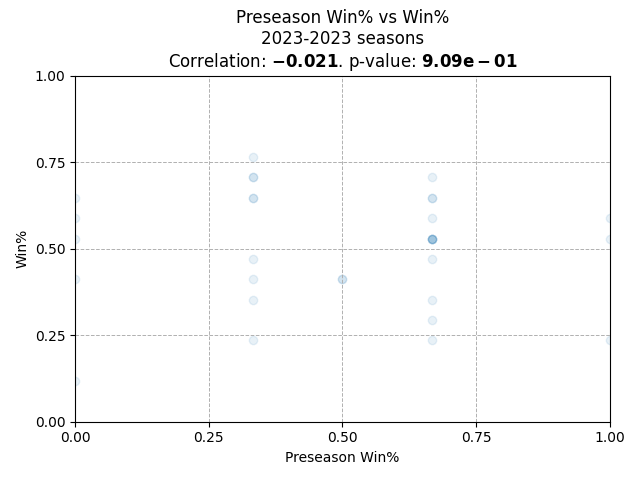 Preseason Win% vs Win%
2023-2023 seasons
Correlation: −0.021. p-value: 9.09e − 01
1.00
0.75
0.50
0.25
0.00
Win%
0.00 0.25 0.50 0.75 1.00
Preseason Win%